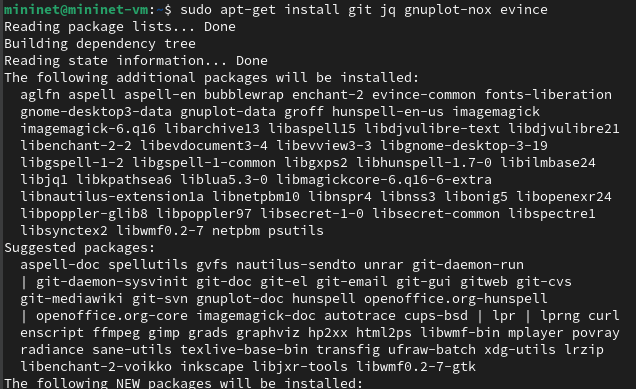 mininet@mininet-vm:~$ sudo apt-get install git jq gnuplot-nox evince
Reading package lists... Done
Building dependency tree
Reading state information... Done
The following additional packages will be installed:
  aglfn aspell aspell-en bubblewrap enchant-2 evince-common fonts-liberation
  gnome-desktop3-data gnuplot-data groff hunspell-en-us imagemagick
  imagemagick-6.q16 libarchive13 libaspell15 libdjvulibre-text libdjvulibre21
  libenchant-2-2 libevdocument3-4 libevview3-3 libgnome-desktop-3-19
  libgspell-1-2 libgspell-1-common libgxps2 libhunspell-1.7-0 libilmbase24
  libjq1 libkpathsea6 liblua5.3-0 libmagickcore-6.q16-6-extra
  libnautilus-extension1a libnetpbm10 libnspr4 libnss3 libonig5 libopenexr24
  libpoppler-glib8 libpoppler97 libsecret-1-0 libsecret-common libspectre1
  libsynctex2 libwmf0.2-7 netpbm psutils
Suggested packages:
  aspell-doc spellutils gvfs nautilus-sendto unrar git-daemon-run
  | git-daemon-sysvinit git-doc git-el git-email git-gui gitweb git-cvs
  git-mediawiki git-svn gnuplot-doc hunspell openoffice.org-hunspell
  | openoffice.org-core imagemagick-doc autotrace cups-bsd | lpr | lprng curl
  enscript ffmpeg gimp grads graphviz hp2xx html2ps libwmf-bin mplayer povray
  radiance sane-utils texlive-base-bin transfig ufraw-batch xdg-utils lrzip
  libenchant-2-voikko inkscape libjxr-tools libwmf0.2-7-gtk
The following NEW packages will be installed: